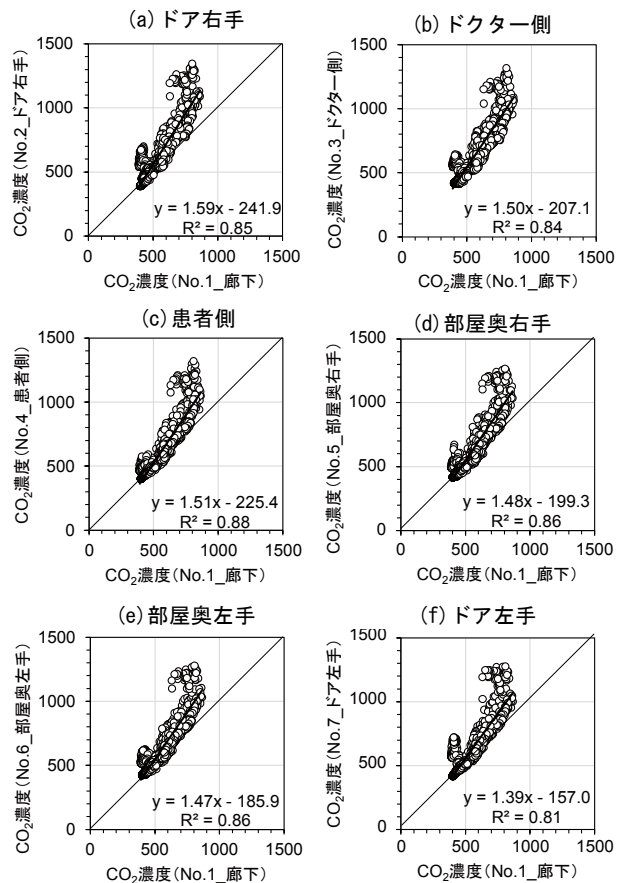 (a) ドア右手
1500
1000
500
0
CO₂濃度(No.2_ドア右手)
y = 1.59x - 241.9
R² = 0.85
0 500 1000 1500
CO₂濃度(No.1_廊下)
(b) ドクター側
1500
1000
500
0
CO₂濃度(No.3_ドクター側)
y = 1.50x - 207.1
R² = 0.84
0 500 1000 1500
CO₂濃度(No.1_廊下)
(c) 患者側
1500
1000
500
0
CO₂濃度(No.4_患者側)
y = 1.51x - 225.4
R² = 0.88
0 500 1000 1500
CO₂濃度(No.1_廊下)
(d) 部屋奥右手
1500
1000
500
0
CO₂濃度(No.5_部屋奥右手)
y = 1.48x - 199.3
R² = 0.86
0 500 1000 1500
CO₂濃度(No.1_廊下)
(e) 部屋奥左手
1500
1000
500
0
CO₂濃度(No.6_部屋奥左手)
y = 1.47x - 185.9
R² = 0.86
0 500 1000 1500
CO₂濃度(No.1_廊下)
(f) ドア左手
1500
1000
500
0
CO₂濃度(No.7_ドア左手)
y = 1.39x - 157.0
R² = 0.81
0 500 1000 1500
CO₂濃度(No.1_廊下)